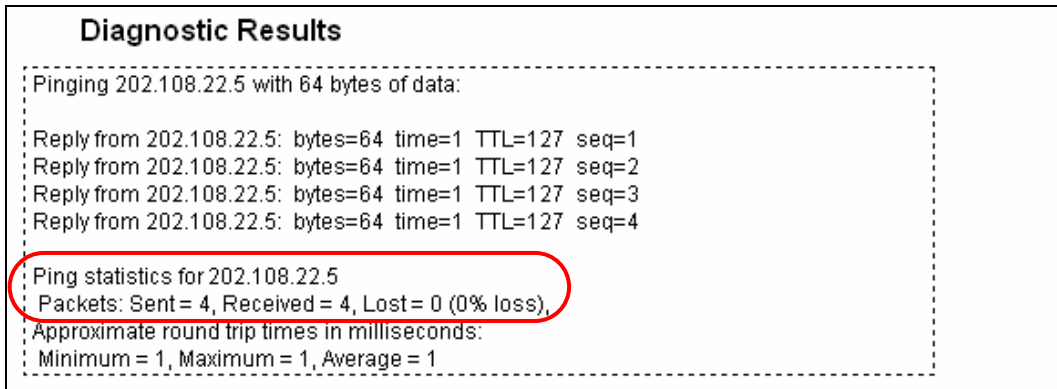 Diagnostic Results
Pinging 202.108.22.5 with 64 bytes of data:
Reply from 202.108.22.5: bytes=64 time=1 TTL=127 seq=1
Reply from 202.108.22.5: bytes=64 time=1 TTL=127 seq=2
Reply from 202.108.22.5: bytes=64 time=1 TTL=127 seq=3
Reply from 202.108.22.5: bytes=64 time=1 TTL=127 seq=4
Ping statistics for 202.108.22.5
Packets: Sent = 4, Received = 4, Lost = 0 (0% loss),
Approximate round trip times in milliseconds:
Minimum = 1, Maximum = 1, Average = 1